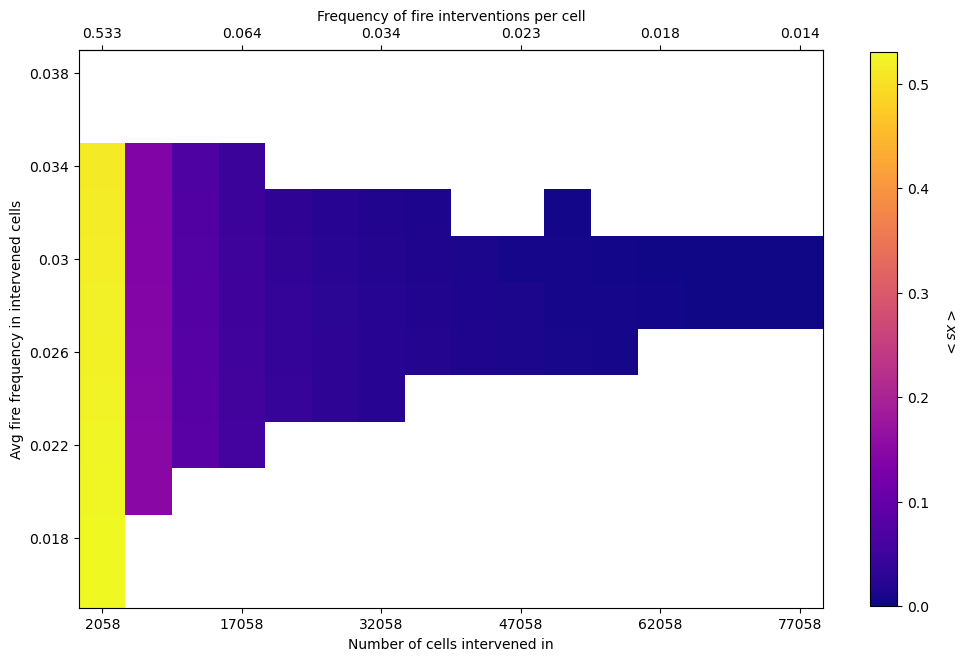 Frequency of fire interventions per cell
0.533 0.064 0.034 0.023 0.018 0.014
Avg fire frequency in intervened cells
0.038
0.034
0.03
0.026
0.022
0.018
2058 17058 32058 47058 62058 77058
Number of cells intervened in
0.5
0.4
0.3
0.2
0.1
0.0
< xs >